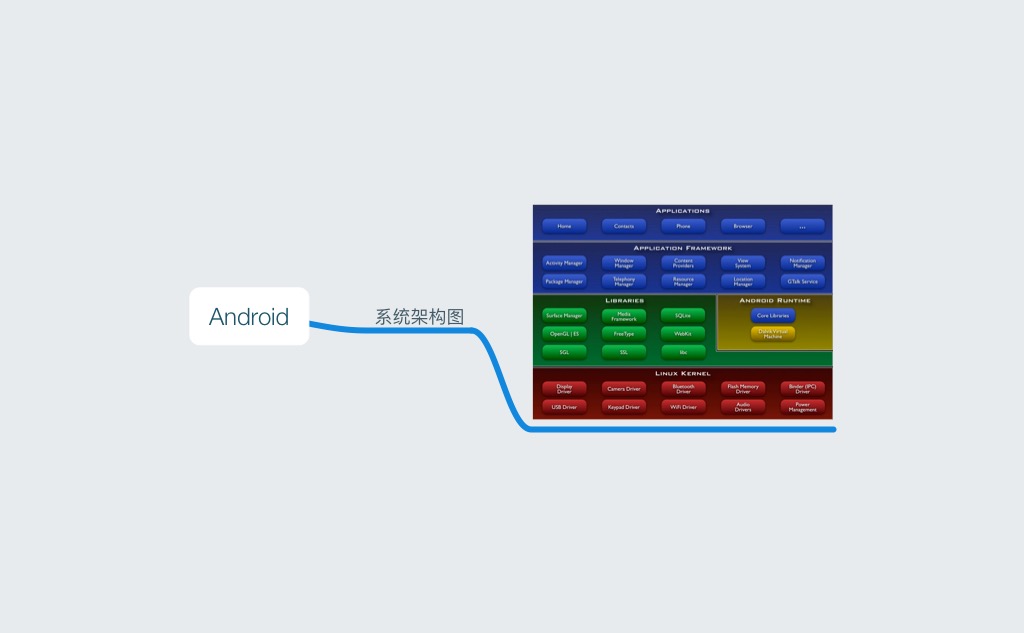 Android
系统架构图
APPLICATIONS
Home
Contacts
Phone
Browser
...
APPLICATION FRAMEWORK
Activity Manager
Window
Manager
Content
Providers
View
System
Notification
Manager
Package Manager
Telephony
Manager
Resource
Manager
Location
Manager
GTalk Service
LIBRARIES
Surface Manager
Media
Framework
SQLite
OpenGL | ES
FreeType
WebKit
SGL
SSL
libc
ANDROID RUNTIME
Core Libraries
Dalvik Virtual
Machine
LINUX KERNEL
Display
Driver
Camera Driver
Bluetooth
Driver
Flash Memory
Driver
Binder (IPC)
Driver
USB Driver
Keypad Driver
WiFi Driver
Audio
Drivers
Power
Management